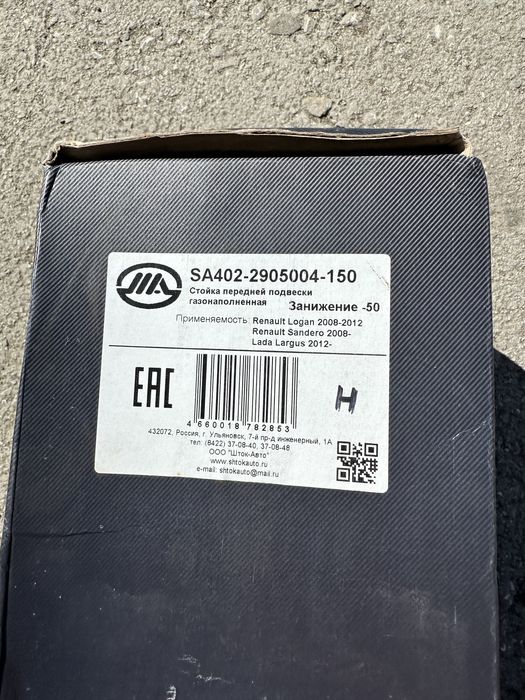 SA402-2905004-150
Стойка передней подвески
газонаполненная
Занижение -50
Применяемость: Renault Logan 2008-2012
Renault Sandero 2008-
Lada Largus 2012-
EAC
H
4 660018 782853
432072, Россия, г. Ульяновск, 7-й пр-д инженерный, 1А
тел: (8422) 37-08-40, 37-08-48
ООО "Шток-Авто"
www.shtokauto.ru
e-mail: shtokauto@mail.ru